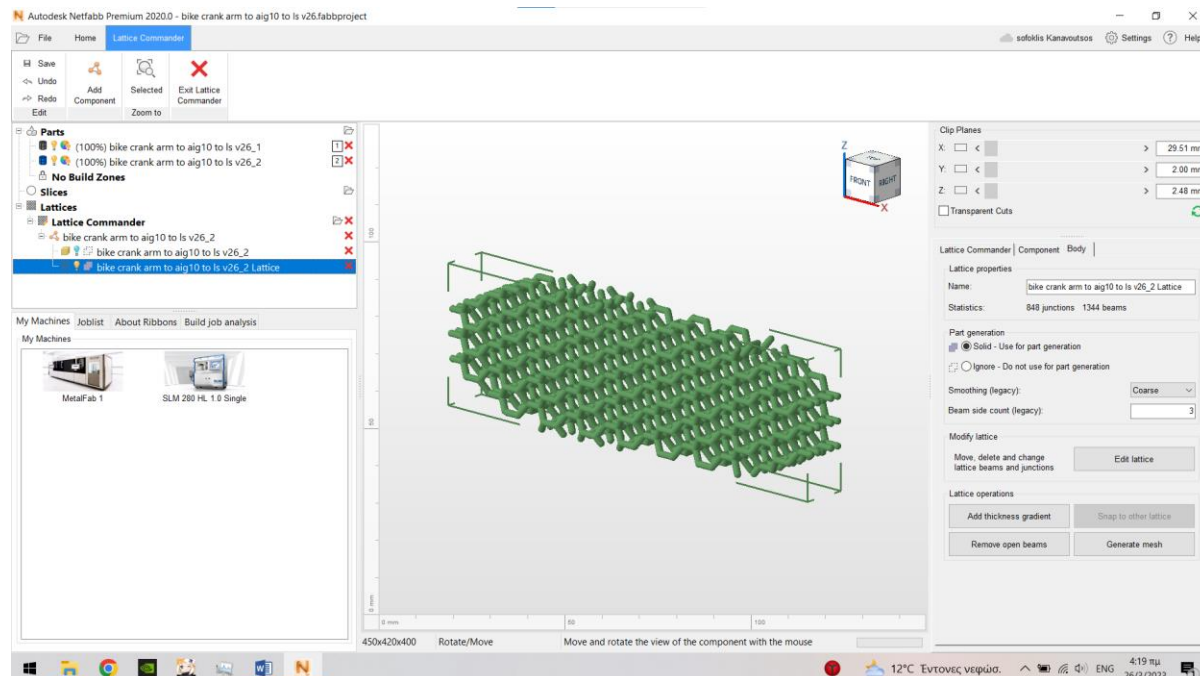 Autodesk Netfabb Premium 2020.0 - bike crank arm to aig10 to ls v26.fabbproject
File Home Lattice Commander
sofoklis Kanavoutsos Settings Help
Save
Undo
Redo
Edit
Add Component
Selected
Zoom to
Exit Lattice Commander
Parts
(100%) bike crank arm to aig10 to ls v26_1 1
(100%) bike crank arm to aig10 to ls v26_2 2
No Build Zones
Slices
Lattices
Lattice Commander
bike crank arm to aig10 to ls v26_2
bike crank arm to aig10 to ls v26_2
bike crank arm to aig10 to ls v26_2 Lattice
My Machines Joblist About Ribbons Build job analysis
My Machines
MetalFab 1 SLM 280 HL 1.0 Single
Z
TOP
FRONT RIGHT
X
100
50
0 mm
0 mm 50 100
450x420x400 Rotate/Move Move and rotate the view of the component with the mouse
Clip Planes
X: < > 29.51 mm
Y: < > 2.00 mm
Z: < > 2.48 mm
Transparent Cuts
Lattice Commander Component Body
Lattice properties
Name: bike crank arm to aig10 to ls v26_2 Lattice
Statistics: 848 junctions 1344 beams
Part generation
Solid - Use for part generation
Ignore - Do not use for part generation
Smoothing (legacy): Coarse
Beam side count (legacy): 3
Modify lattice
Move, delete and change
lattice beams and junctions
Edit lattice
Lattice operations
Add thickness gradient Snap to other lattice
Remove open beams Generate mesh
12°C Έντονες νεφώσ. ENG 4:19 πμ
26/3/2023